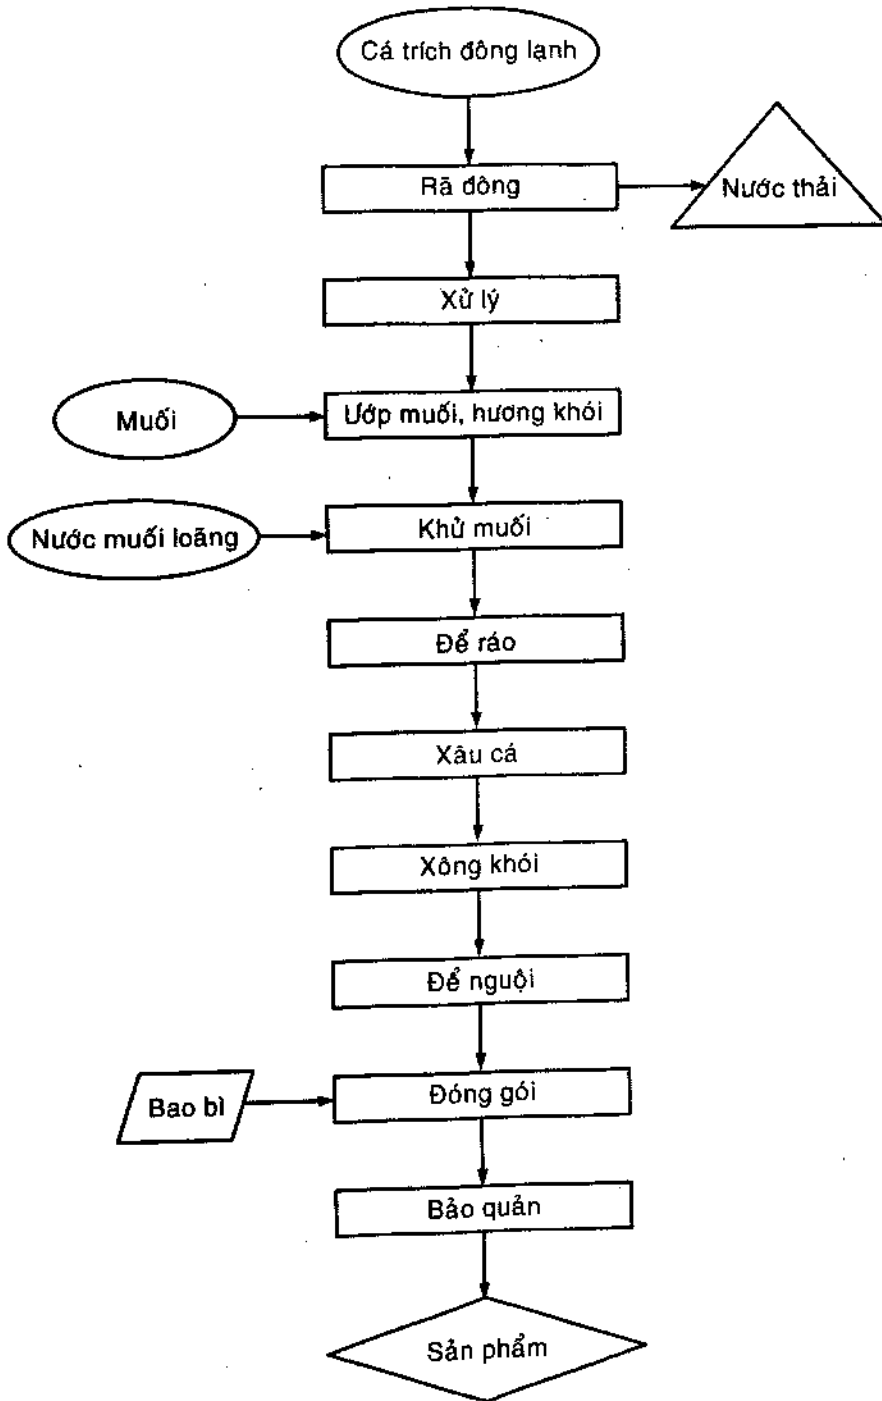 Cá trích đông lạnh
Rã đông
Nước thải
Xử lý
Muối
Ướp muối, hương khói
Nước muối loãng
Khử muối
Để ráo
Xâu cá
Xông khói
Để nguội
Bao bì
Đóng gói
Bảo quản
Sản phẩm